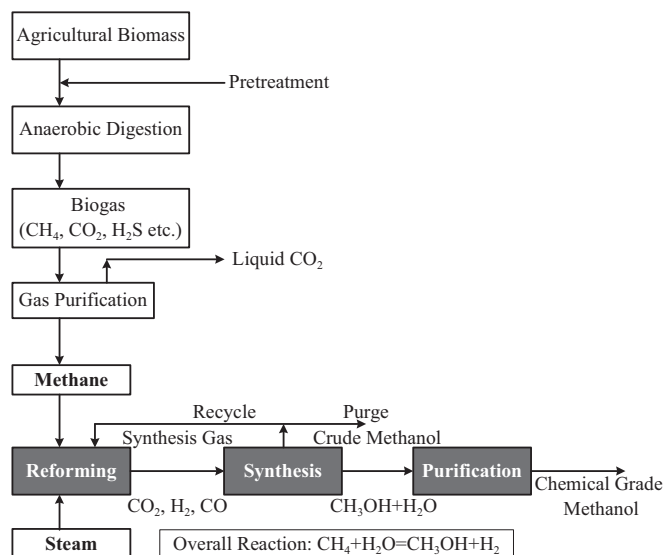 Agricultural Biomass
Pretreatment
Anaerobic Digestion
Biogas
(CH₄, CO₂, H₂S etc.)
Liquid CO₂
Gas Purification
Methane
Recycle
Purge
Synthesis Gas
Crude Methanol
Reforming
Synthesis
Purification
Chemical Grade
Methanol
CO₂, H₂, CO
CH₃OH+H₂O
Steam
Overall Reaction: CH₄+H₂O=CH₃OH+H₂